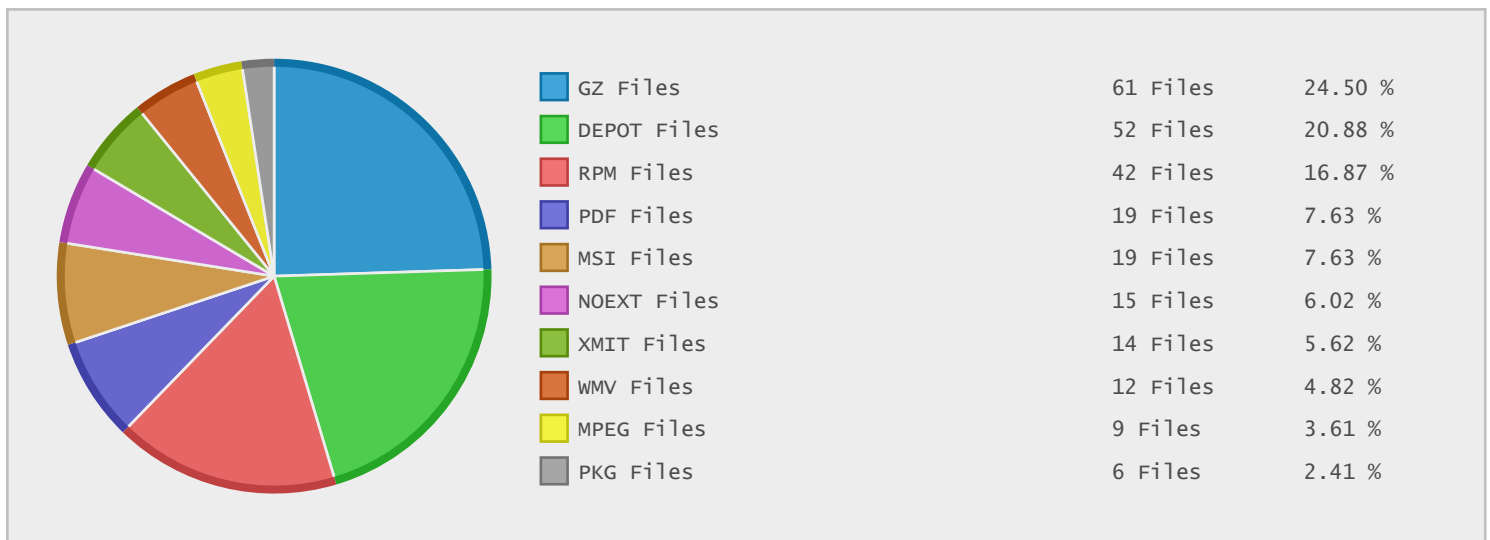 GZ Files 61 Files 24.50 %
DEPOT Files 52 Files 20.88 %
RPM Files 42 Files 16.87 %
PDF Files 19 Files 7.63 %
MSI Files 19 Files 7.63 %
NOEXT Files 15 Files 6.02 %
XMIT Files 14 Files 5.62 %
WMV Files 12 Files 4.82 %
MPEG Files 9 Files 3.61 %
PKG Files 6 Files 2.41 %